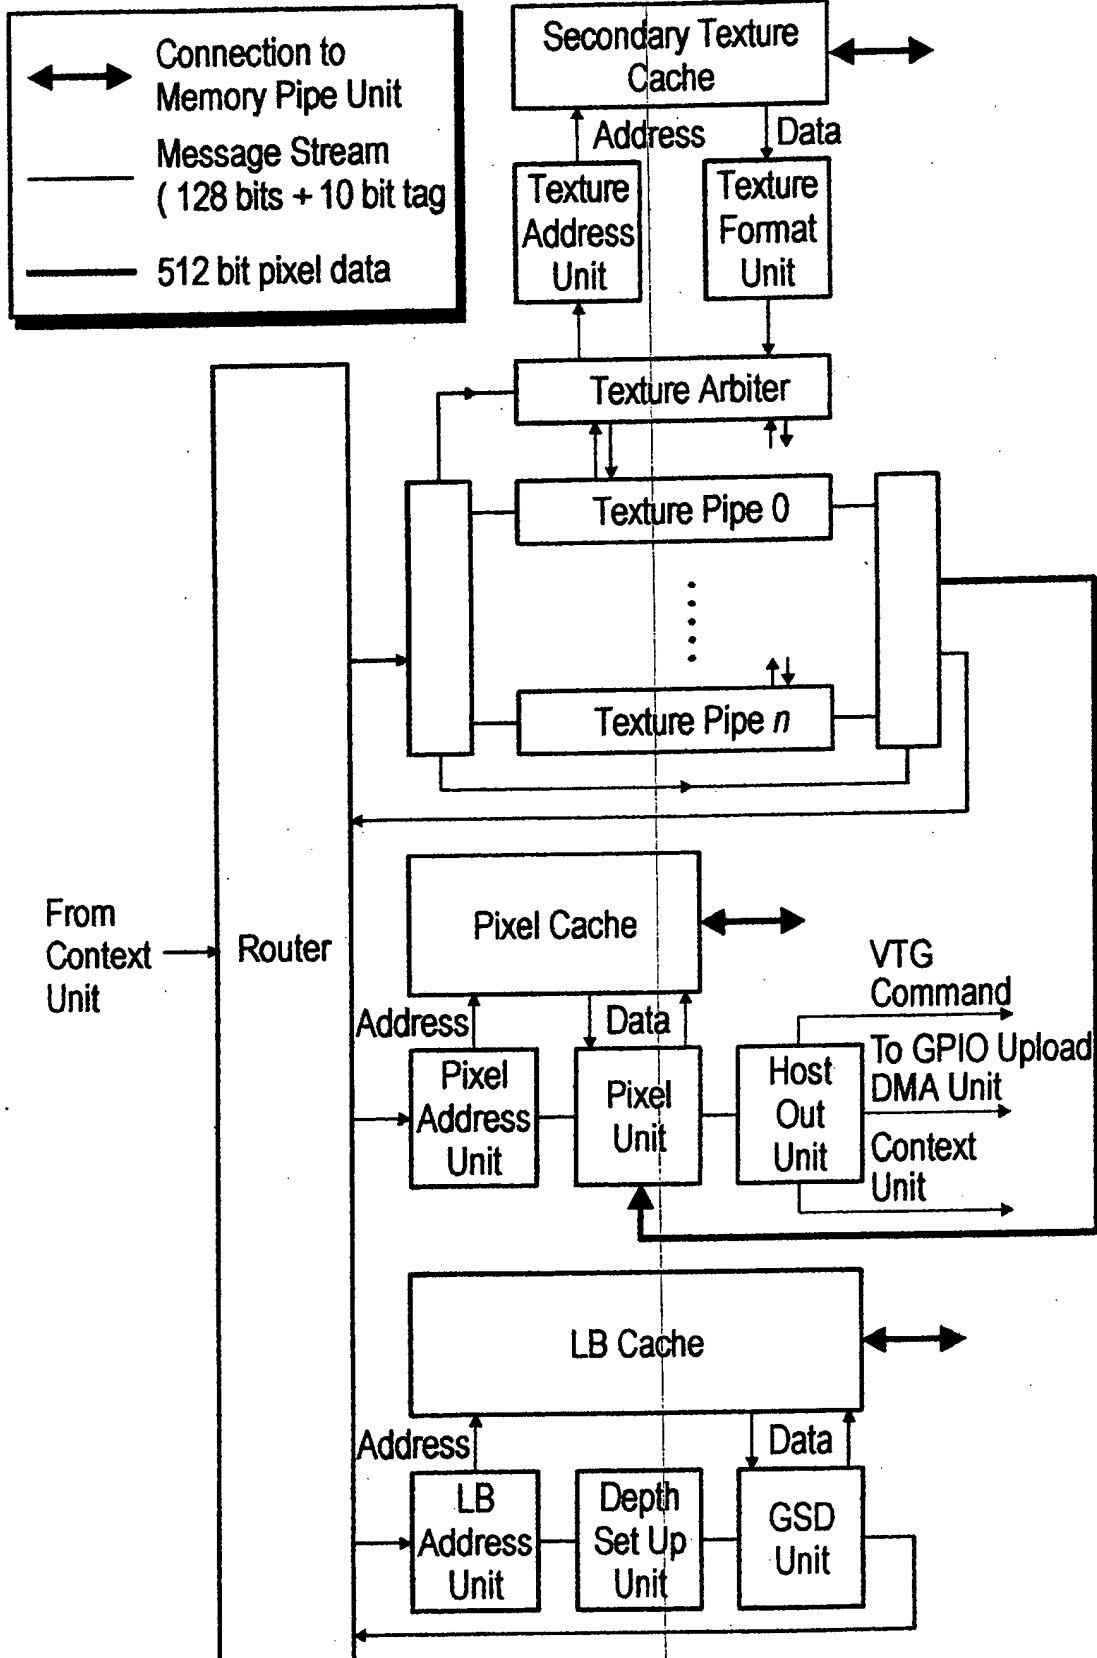 Connection to
Memory Pipe Unit
Message Stream
( 128 bits + 10 bit tag
512 bit pixel data
Secondary Texture
Cache
Address
Data
Texture
Address
Unit
Texture
Format
Unit
Texture Arbiter
Texture Pipe 0
Texture Pipe n
From
Context
Unit
Router
Pixel Cache
Address
Data
Pixel
Address
Unit
Pixel
Unit
Host
Out
Unit
VTG
Command
To GPIO Upload
DMA Unit
Context
Unit
LB Cache
Address
Data
LB
Address
Unit
Depth
Set Up
Unit
GSD
Unit